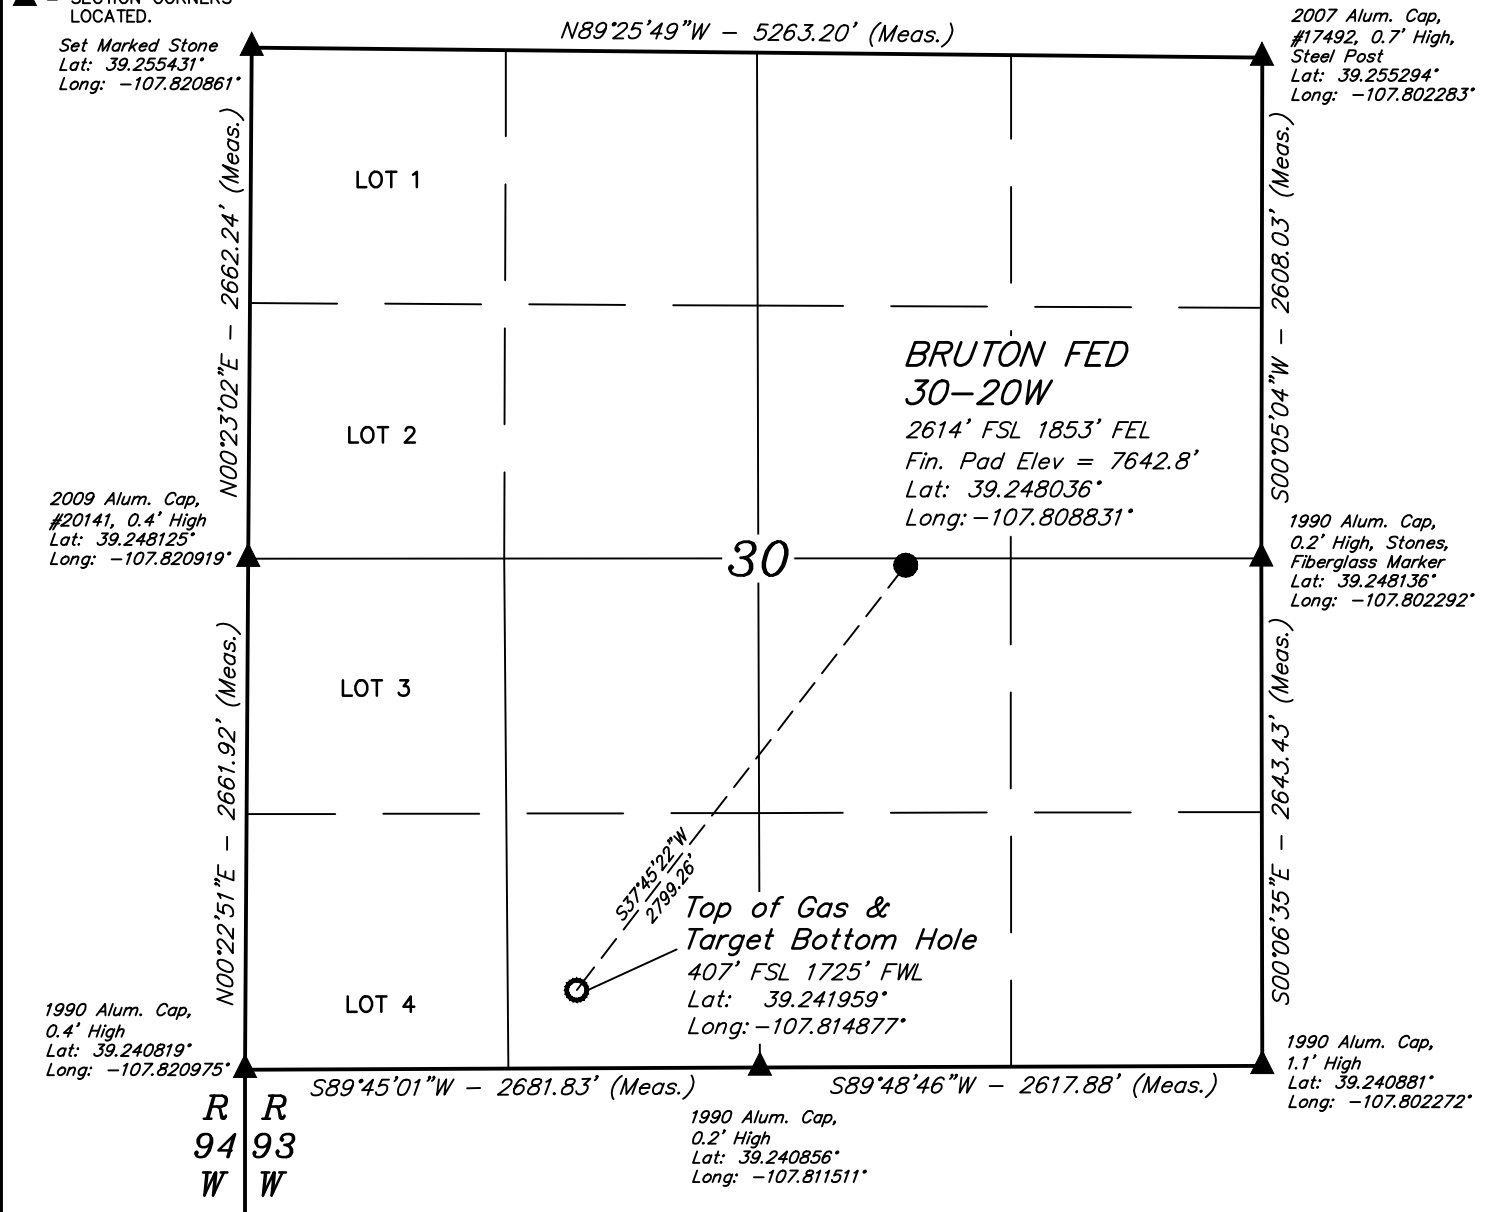 LOCATED.
Set Marked Stone
Lat: 39.255431°
Long: -107.820861°
N89°25'49"W - 5263.20' (Meas.)
2007 Alum. Cap,
#17492, 0.7' High,
Steel Post
Lat: 39.255294°
Long: -107.802283°
N00°23'02"E - 2662.24' (Meas.)
S00°05'04"W - 2608.03' (Meas.)
LOT 1
LOT 2
BRUTON FED
30-20W
2614' FSL 1853' FEL
Fin. Pad Elev = 7642.8'
Lat: 39.248036°
Long: -107.808831°
2009 Alum. Cap,
#20141, 0.4' High
Lat: 39.248125°
Long: -107.820919°
30
1990 Alum. Cap,
0.2' High, Stones,
Fiberglass Marker
Lat: 39.248136°
Long: -107.802292°
N00°22'51"E - 2661.92' (Meas.)
S00°06'35"E - 2643.43' (Meas.)
LOT 3
S37°45'22"W
2799.26'
Top of Gas &
Target Bottom Hole
407' FSL 1725' FWL
Lat: 39.241959°
Long: -107.814877°
LOT 4
1990 Alum. Cap,
0.4' High
Lat: 39.240819°
Long: -107.820975°
S89°45'01"W - 2681.83' (Meas.)
S89°48'46"W - 2617.88' (Meas.)
1990 Alum. Cap,
1.1' High
Lat: 39.240881°
Long: -107.802272°
1990 Alum. Cap,
0.2' High
Lat: 39.240856°
Long: -107.811511°
R R
94 93
W W